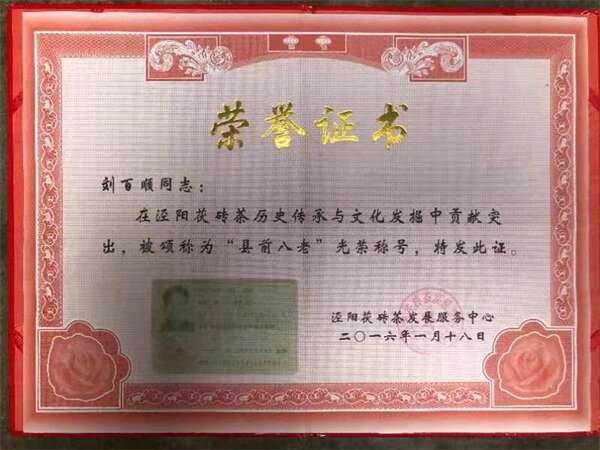 荣誉证书
刘百顺同志：
在泾阳茯砖茶历史传承与文化发掘中贡献突
出，被颂称为“县前八老”光荣称号，特发此证。
泾阳茯砖茶发展服务中心
二〇一六年一月十八日